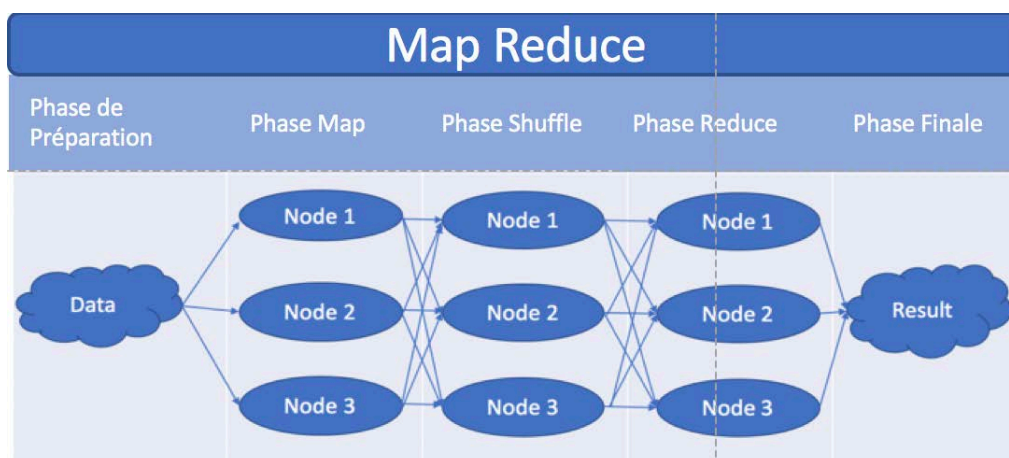 Map Reduce
Phase de
Préparation
Phase Map
Phase Shuffle
Phase Reduce
Phase Finale
Node 1
Node 1
Node 1
Data
Node 2
Node 2
Node 2
Result
Node 3
Node 3
Node 3